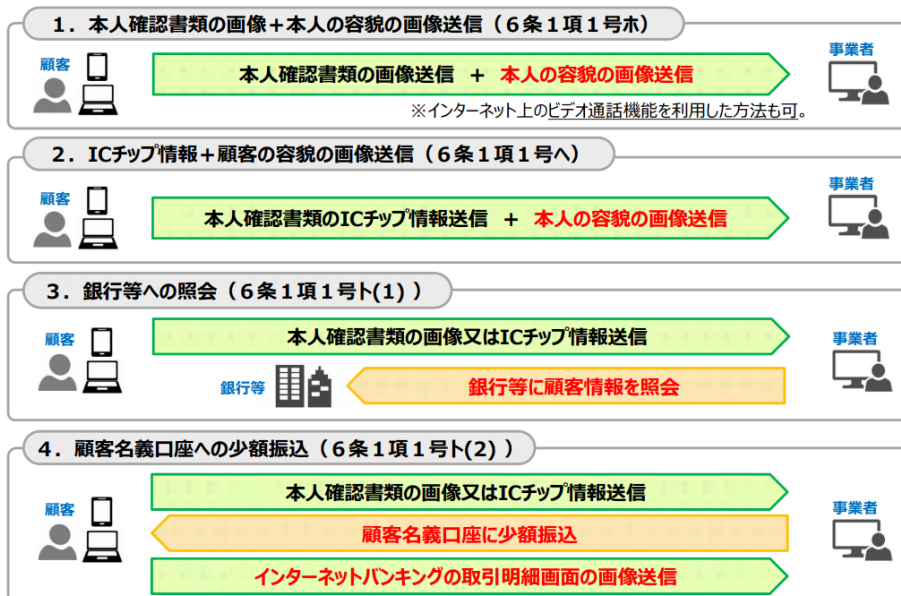 1．本人確認書類の画像＋本人の容貌の画像送信（６条１項１号ホ）
顧客
事業者
本人確認書類の画像送信 ＋ 本人の容貌の画像送信
※インターネット上のビデオ通話機能を利用した方法も可。
2．ICチップ情報＋顧客の容貌の画像送信（６条１項１号ヘ）
顧客
事業者
本人確認書類のICチップ情報送信 ＋ 本人の容貌の画像送信
3．銀行等への照会（６条１項１号ト(1) ）
顧客
事業者
本人確認書類の画像又はICチップ情報送信
銀行等
銀行等に顧客情報を照会
4．顧客名義口座への少額振込（６条１項１号ト(2) ）
本人確認書類の画像又はICチップ情報送信
顧客
事業者
顧客名義口座に少額振込
インターネットバンキングの取引明細画面の画像送信